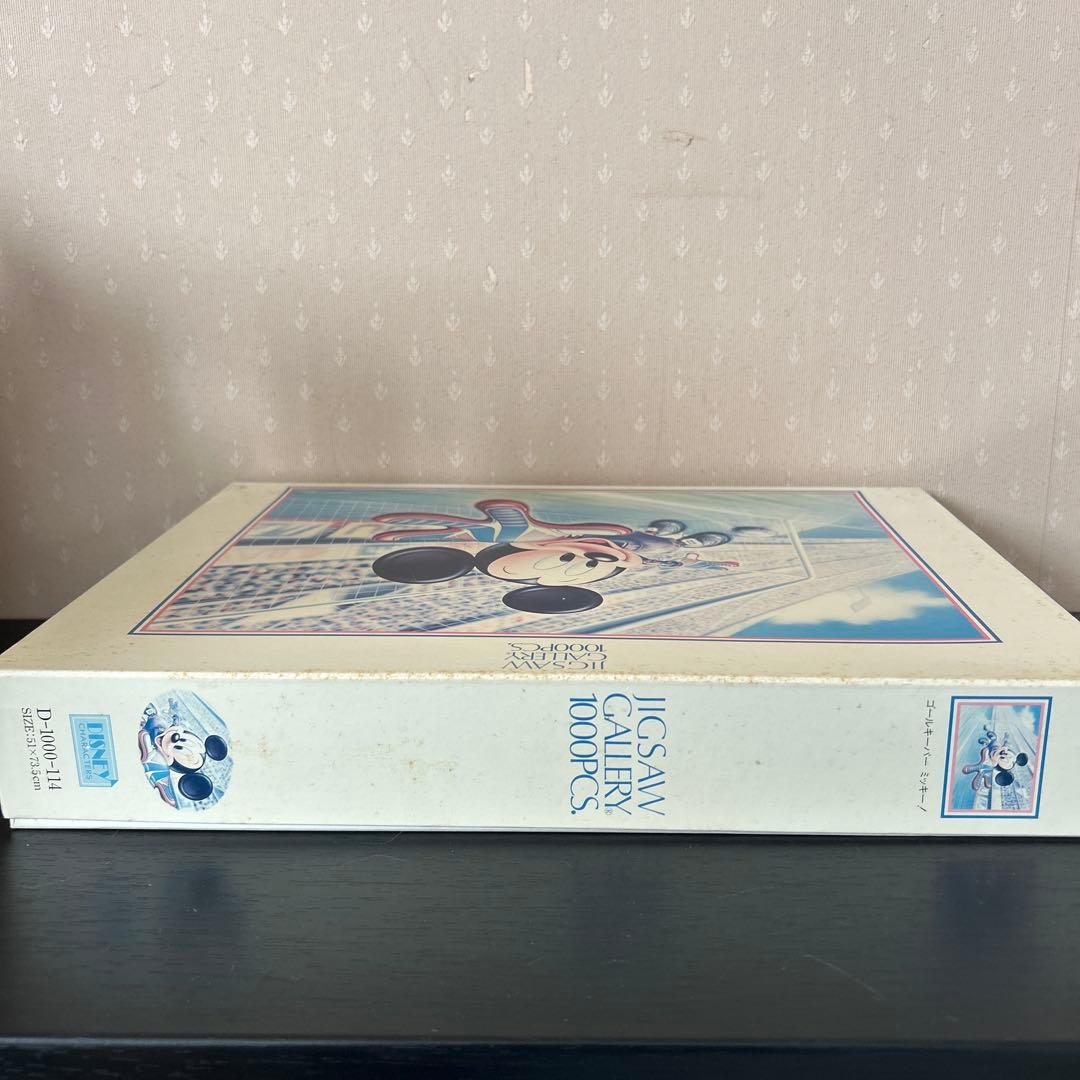 JIGSAW
GALLERY
1000PCS.
ゴールキーパー ミッキー！
JIGSAW
GALLERY®
1000PCS.
DISNEY
CHARACTERS
D-1000-114
SIZE:51×73.5cm